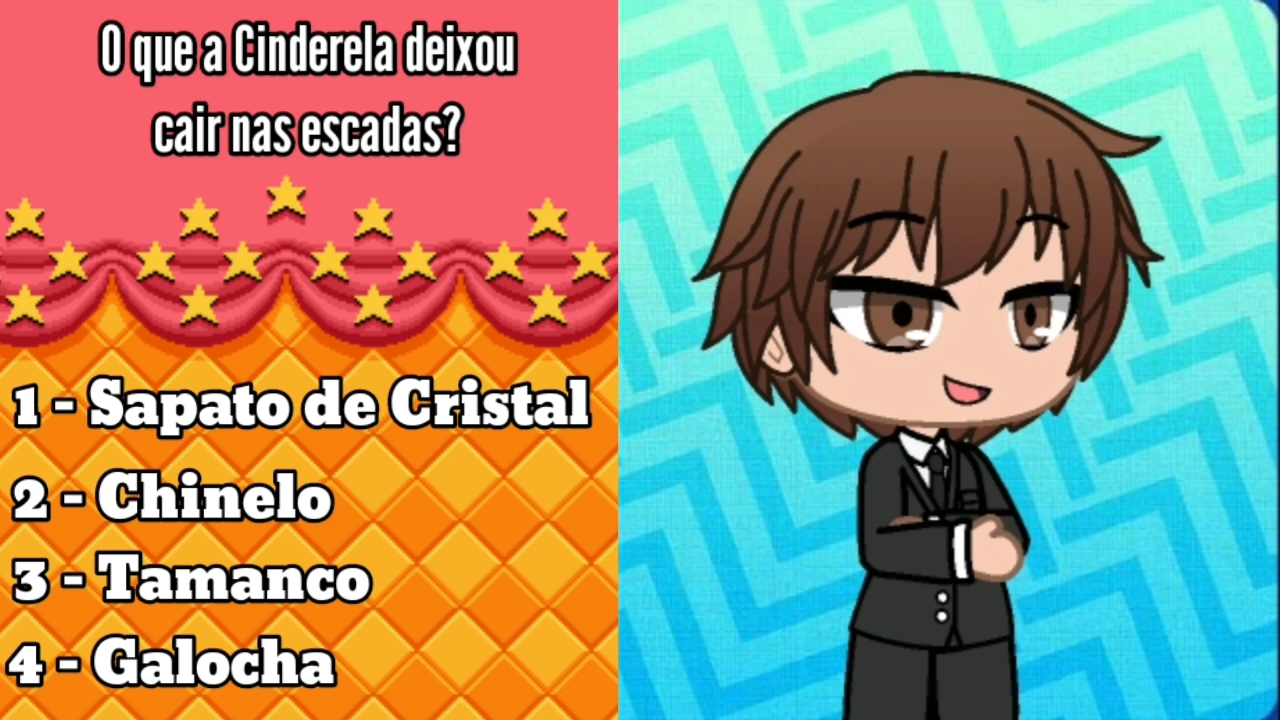 O que a Cinderela deixou
cair nas escadas?
1 - Sapato de Cristal
2 - Chinelo
3 - Tamanco
4 - Galocha